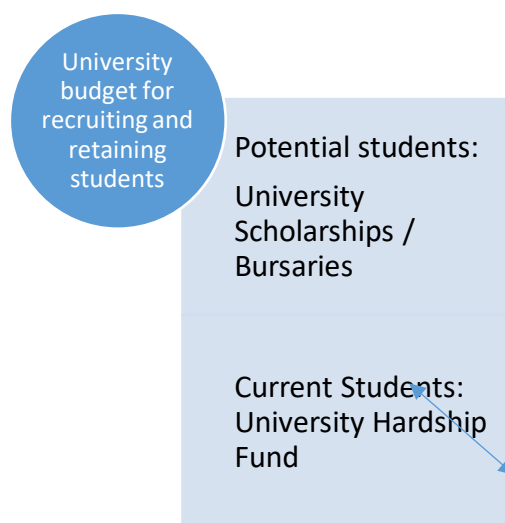 University
budget for
recruiting and
retaining
students
Potential students:
University
Scholarships /
Bursaries
Current Students:
University Hardship
Fund